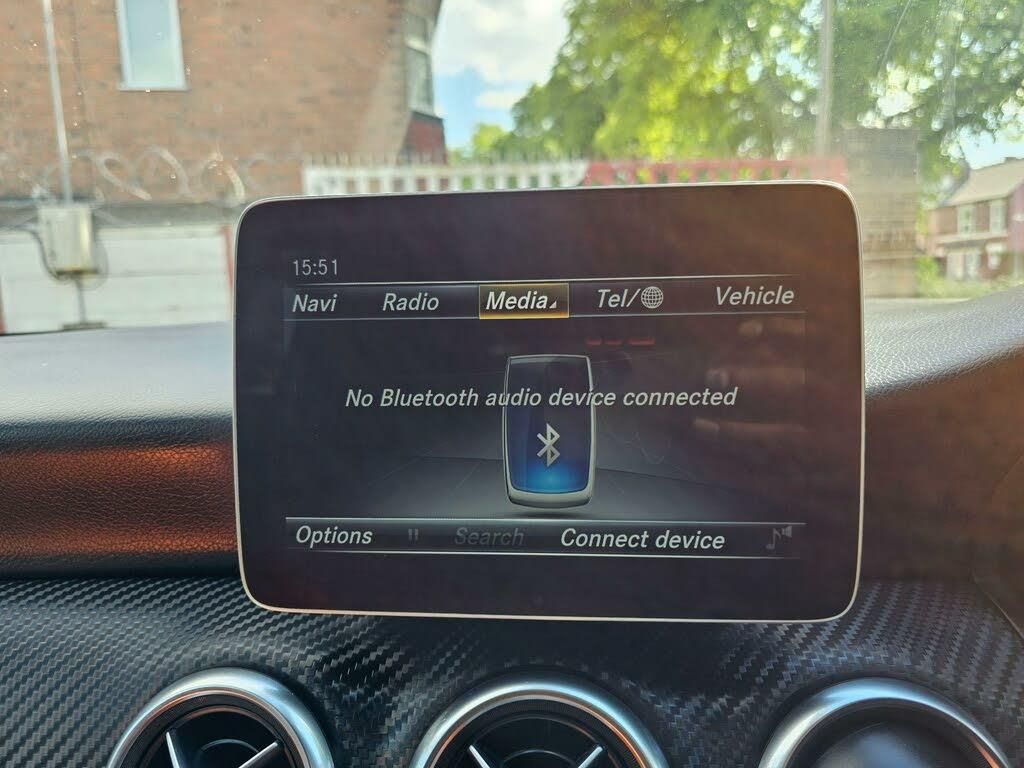 15:51
Navi Radio Media Tel/ Vehicle
No Bluetooth audio device connected
Options Search Connect device